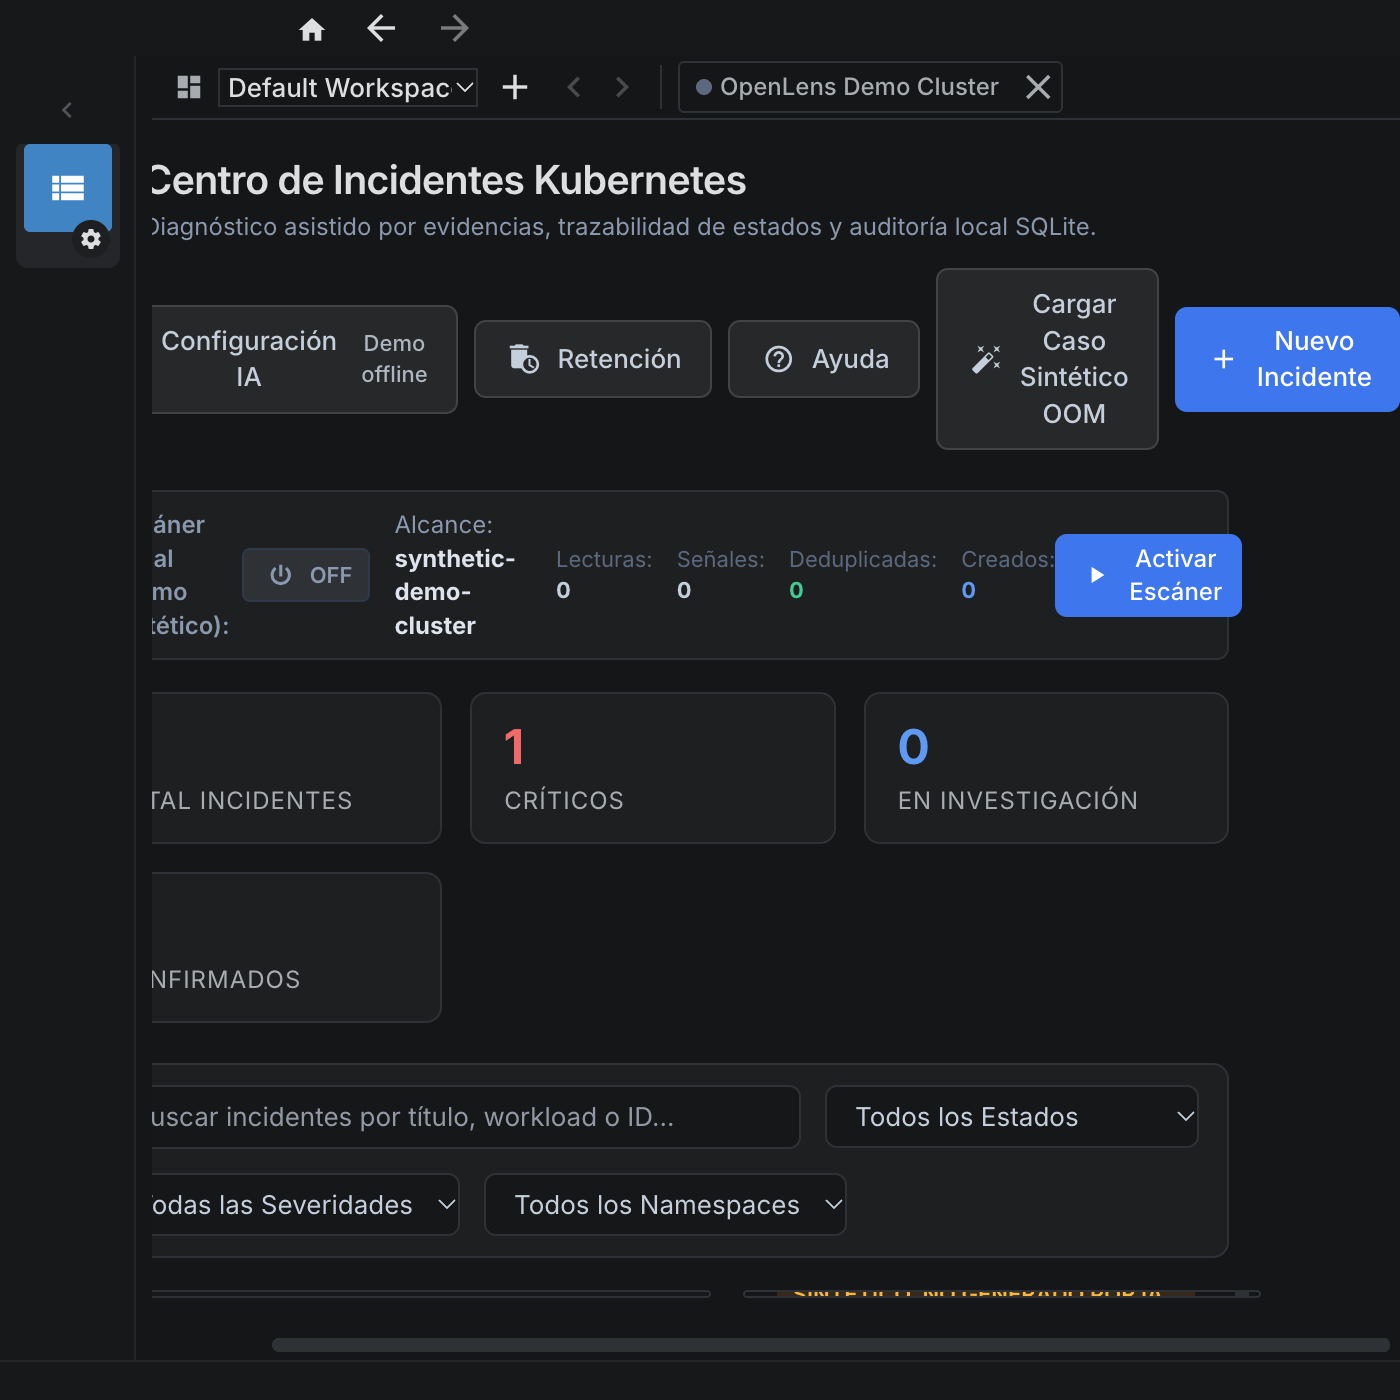 Default Workspac
OpenLens Demo Cluster
Centro de Incidentes Kubernetes
Diagnóstico asistido por evidencias, trazabilidad de estados y auditoría local SQLite.
Configuración
IA
Demo
offline
Retención
Ayuda
Cargar
Caso
Sintético
OOM
Nuevo
Incidente
áner
al
mo
tético):
OFF
Alcance:
synthetic-
demo-
cluster
Lecturas:
0
Señales:
0
Deduplicadas:
0
Creados:
0
Activar
Escáner
TAL INCIDENTES
1
CRÍTICOS
0
EN INVESTIGACIÓN
NFIRMADOS
uscar incidentes por título, workload o ID...
Todos los Estados
Todas las Severidades
Todos los Namespaces